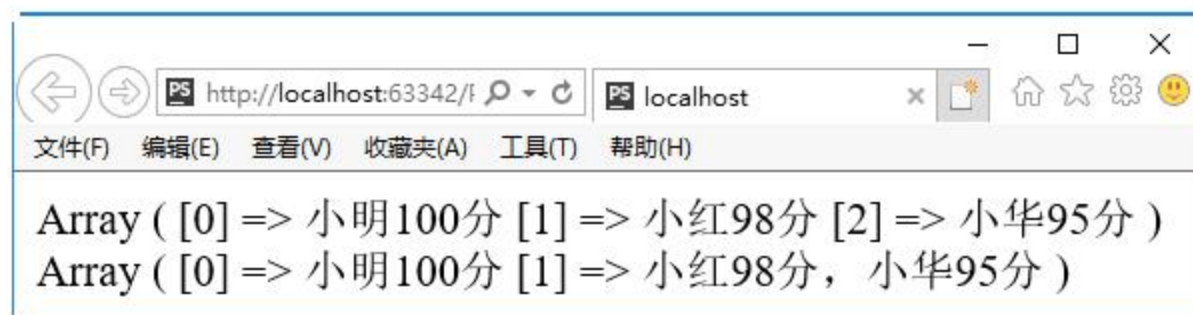 PS http://localhost:63342/F PS localhost
文件(F) 编辑(E) 查看(V) 收藏夹(A) 工具(T) 帮助(H)
Array ( [0] => 小明100分 [1] => 小红98分 [2] => 小华95分 )
Array ( [0] => 小明100分 [1] => 小红98分，小华95分 )